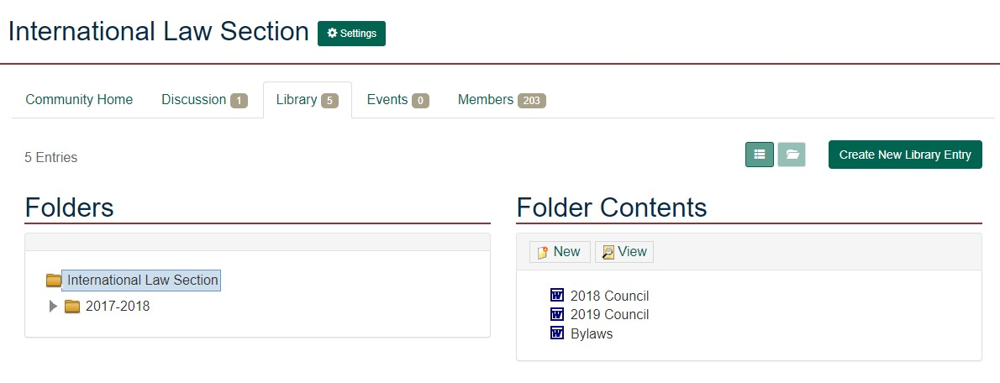 International Law Section Settings
Community Home Discussion 1 Library 5 Events 0 Members 203
5 Entries Create New Library Entry
Folders
International Law Section
2017-2018
Folder Contents
New View
2018 Council
2019 Council
Bylaws